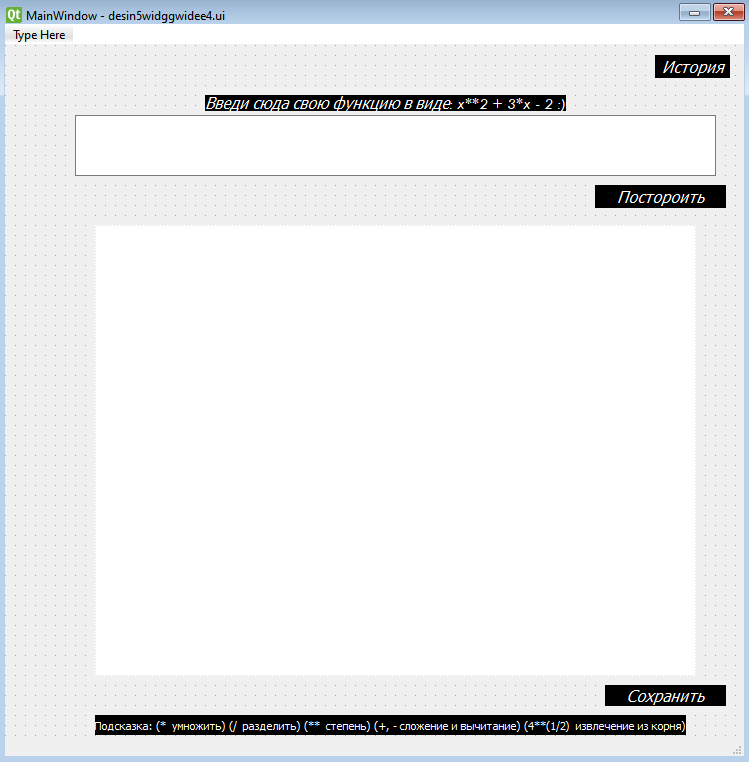 MainWindow - desin5widggwidee4.ui
Type Here
История
Введи сюда свою функцию в виде: x**2 + 3*x - 2 :)
Постороить
Сохранить
Подсказка: (* умножить) (/ разделить) (** степень) (+, - сложение и вычитание) (4**(1/2) извлечение из корня)